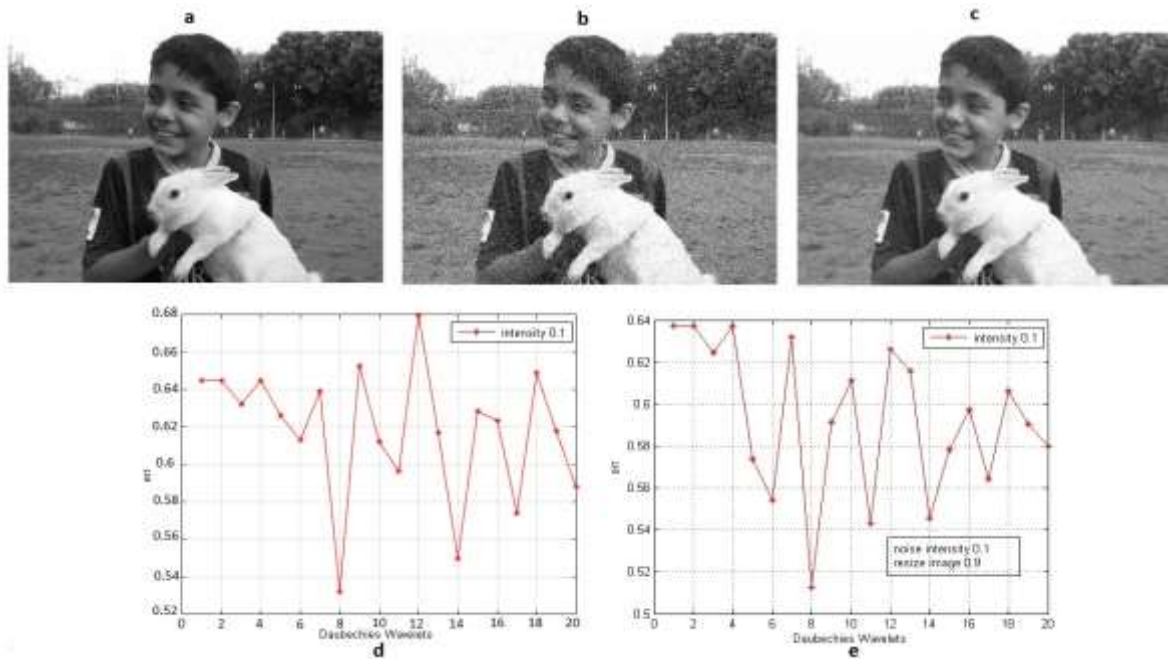 a
b
c
0.68
0.66
0.64
0.62
0.6
0.58
0.56
0.54
0.52
0 2 4 6 8 10 12 14 16 18 20
err
Daubechies Wavelets
intensity 0.1
d
0.64
0.62
0.6
0.58
0.56
0.54
0.52
0.5
0 2 4 6 8 10 12 14 16 18 20
err
Daubechies Wavelets
intensity 0.1
noise intensity 0.1
resize image 0.9
e